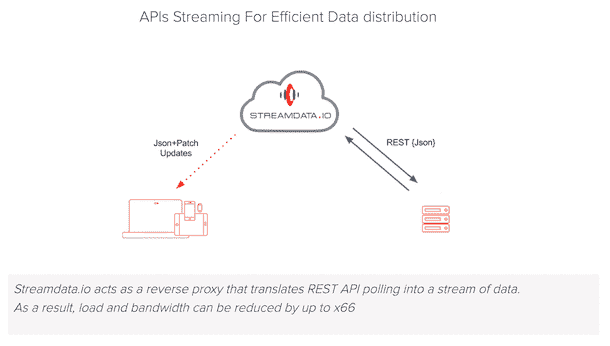 APIs Streaming For Efficient Data distribution
STREAMDATA.IO
Json+Patch
Updates
REST {Json}
Streamdata.io acts as a reverse proxy that translates REST API polling into a stream of data.
As a result, load and bandwidth can be reduced by up to x66